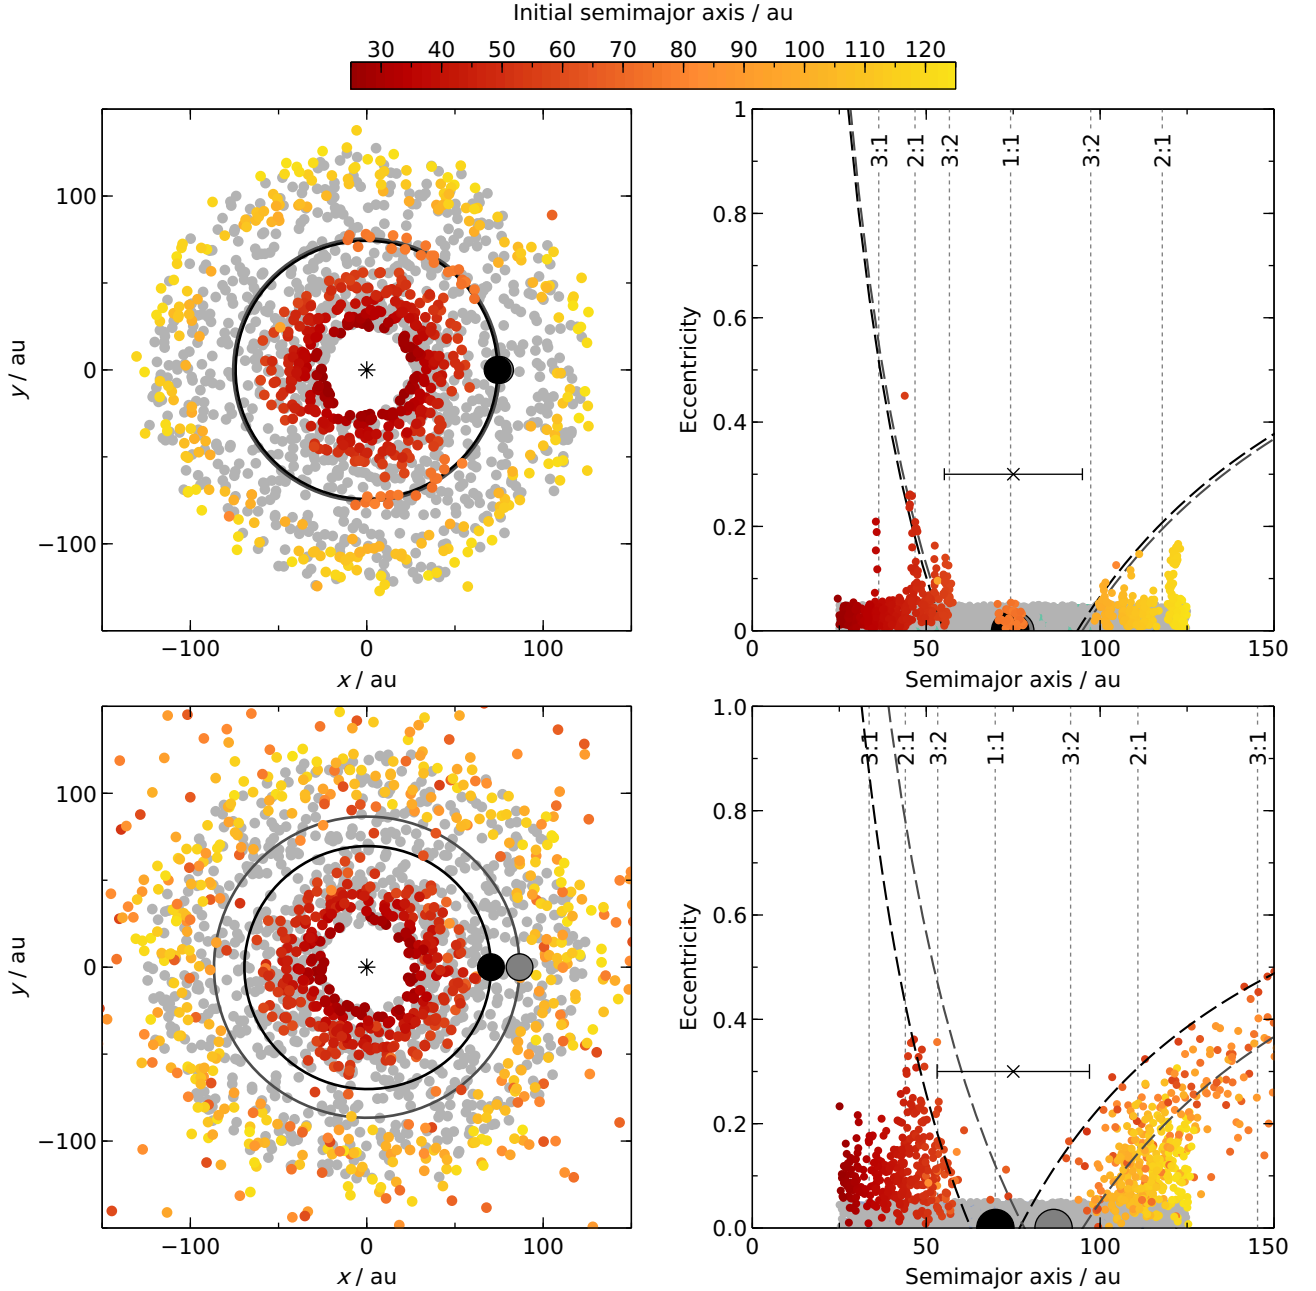 Initial semimajor axis / au
30 40 50 60 70 80 90 100 110 120
100
0
−100
y / au
−100 0 100
x / au
1
0.8
0.6
0.4
0.2
0
Eccentricity
3:1 2:1 3:2 1:1 3:2 2:1
0 50 100 150
Semimajor axis / au
100
0
−100
y / au
−100 0 100
x / au
1.0
0.8
0.6
0.4
0.2
0.0
Eccentricity
3:1 2:1 3:2 1:1 3:2 2:1 3:1
0 50 100 150
Semimajor axis / au